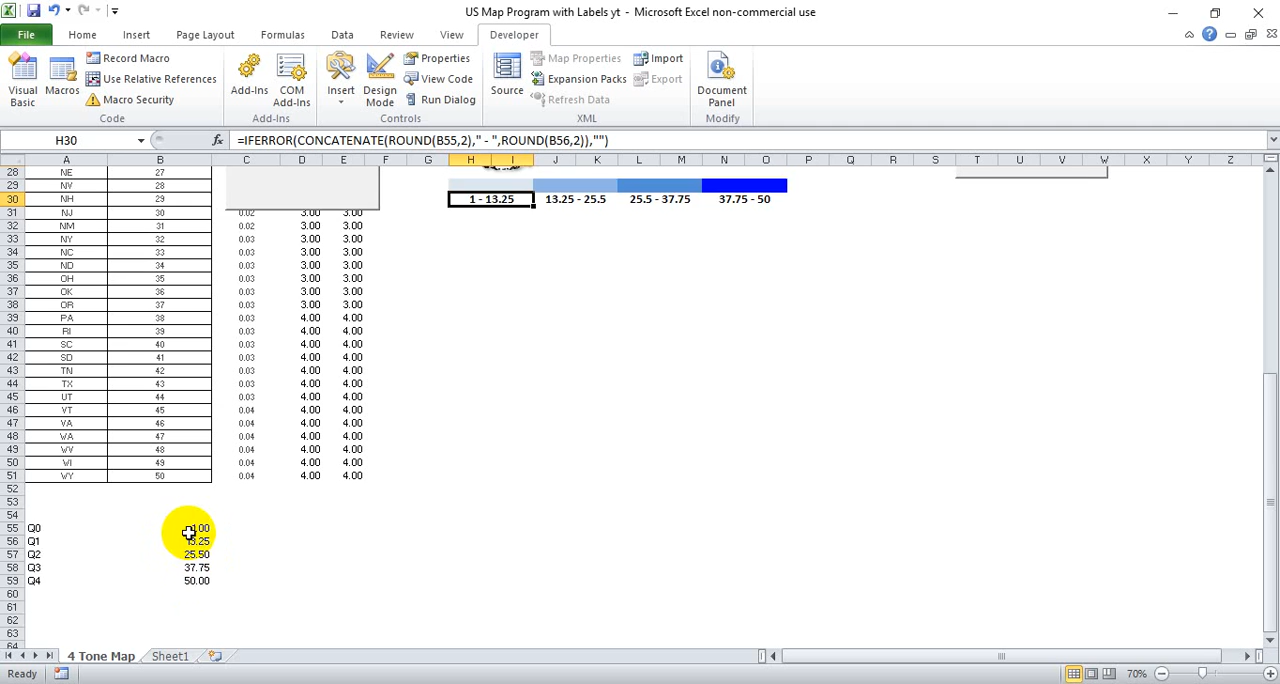 US Map Program with Labels yt - Microsoft Excel non-commercial use
File Home Insert Page Layout Formulas Data Review View Developer
Visual Basic
Macros
Record Macro
Use Relative References
Macro Security
Code
Add-Ins
COM Add-Ins
Add-Ins
Insert
Design Mode
Properties
View Code
Run Dialog
Controls
Source
Map Properties
Expansion Packs
Refresh Data
Import
Export
XML
Document Panel
Modify
H30 fx =IFERROR(CONCATENATE(ROUND(B55,2)," - ",ROUND(B56,2)),"")
A B C D E F G H I J K L M N O P Q R S T U V W X Y Z
28 NE 27
29 NV 28
30 NH 29 1 - 13.25 13.25 - 25.5 25.5 - 37.75 37.75 - 50
31 NJ 30 0.02 3.00 3.00
32 NM 31 0.02 3.00 3.00
33 NY 32 0.03 3.00 3.00
34 NC 33 0.03 3.00 3.00
35 ND 34 0.03 3.00 3.00
36 OH 35 0.03 3.00 3.00
37 OK 36 0.03 3.00 3.00
38 OR 37 0.03 3.00 3.00
39 PA 38 0.03 4.00 4.00
40 RI 39 0.03 4.00 4.00
41 SC 40 0.03 4.00 4.00
42 SD 41 0.03 4.00 4.00
43 TN 42 0.03 4.00 4.00
44 TX 43 0.03 4.00 4.00
45 UT 44 0.03 4.00 4.00
46 VT 45 0.04 4.00 4.00
47 VA 46 0.04 4.00 4.00
48 WA 47 0.04 4.00 4.00
49 WV 48 0.04 4.00 4.00
50 WI 49 0.04 4.00 4.00
51 WY 50 0.04 4.00 4.00
52
53
54
55 Q0 1.00
56 Q1 13.25
57 Q2 25.50
58 Q3 37.75
59 Q4 50.00
60
61
62
63
64
4 Tone Map Sheet1
Ready 70%